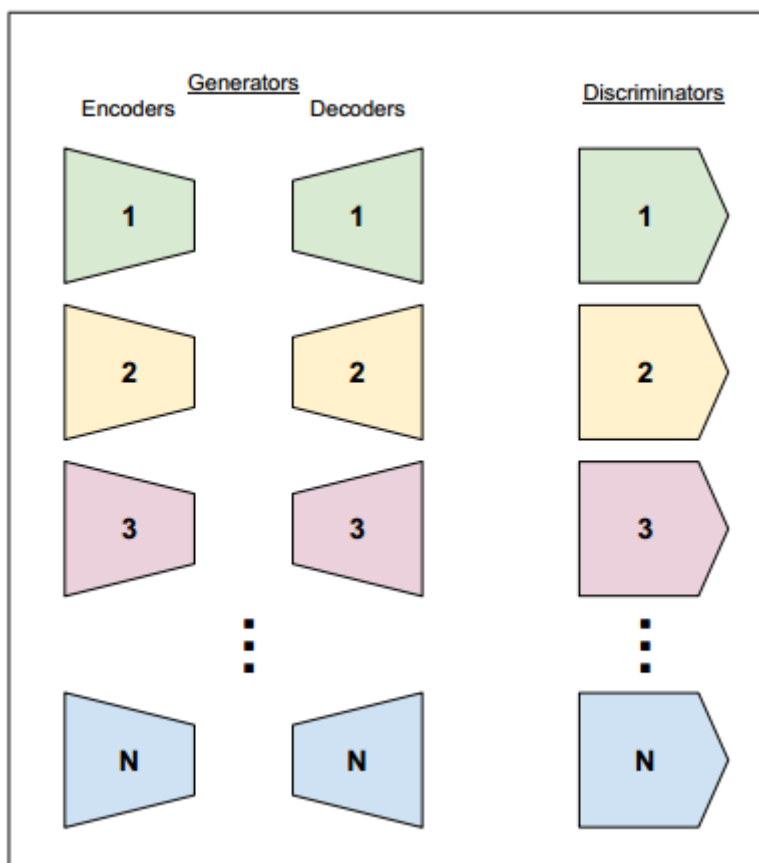 Generators
Encoders Decoders Discriminators
1 1 1
2 2 2
3 3 3
N N N